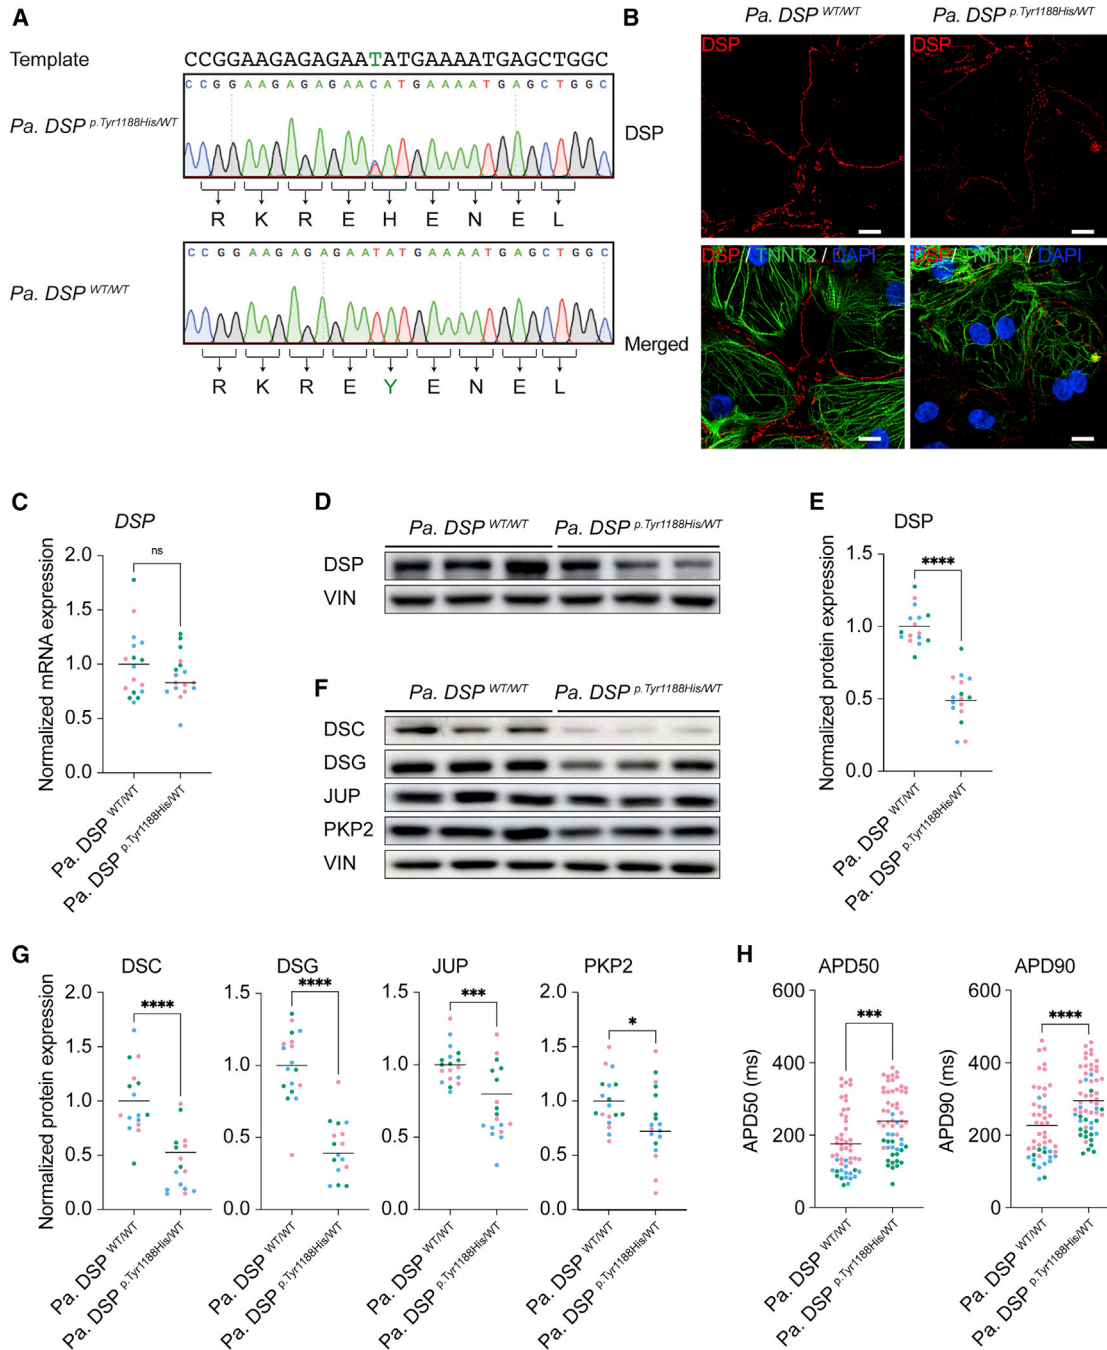 A
Template CCGGAAGAGAGAATATGAAAATGAGCTGGC
CCGGAAGAGAGAACATGAAAATGAGCTGGC
Pa. DSP p.Tyr1188His/WT
R K R E H E N E L
CCGGAAGAGAGAATATGAAAATGAGCTGGC
Pa. DSP WT/WT
R K R E Y E N E L
B
Pa. DSP WT/WT Pa. DSP p.Tyr1188His/WT
DSP DSP
DSP
DSP / TNNT2 / DAPI DSP / TNNT2 / DAPI
Merged
C
DSP
ns
Normalized mRNA expression
2.0
1.5
1.0
0.5
0.0
Pa. DSP WT/WT
Pa. DSP p.Tyr1188His/WT
D
Pa. DSP WT/WT Pa. DSP p.Tyr1188His/WT
DSP
VIN
E
DSP
****
Normalized protein expression
1.5
1.0
0.5
0.0
Pa. DSP WT/WT
Pa. DSP p.Tyr1188His/WT
F
Pa. DSP WT/WT Pa. DSP p.Tyr1188His/WT
DSC
DSG
JUP
PKP2
VIN
G
Normalized protein expression
DSC
****
2.0
1.5
1.0
0.5
0.0
Pa. DSP WT/WT
Pa. DSP p.Tyr1188His/WT
DSG
****
1.5
1.0
0.5
0.0
Pa. DSP WT/WT
Pa. DSP p.Tyr1188His/WT
JUP
***
1.5
1.0
0.5
0.0
Pa. DSP WT/WT
Pa. DSP p.Tyr1188His/WT
PKP2
*
2.0
1.5
1.0
0.5
0.0
Pa. DSP WT/WT
Pa. DSP p.Tyr1188His/WT
H
APD50
***
APD50 (ms)
600
400
200
0
Pa. DSP WT/WT
Pa. DSP p.Tyr1188His/WT
APD90
****
APD90 (ms)
600
400
200
0
Pa. DSP WT/WT
Pa. DSP p.Tyr1188His/WT